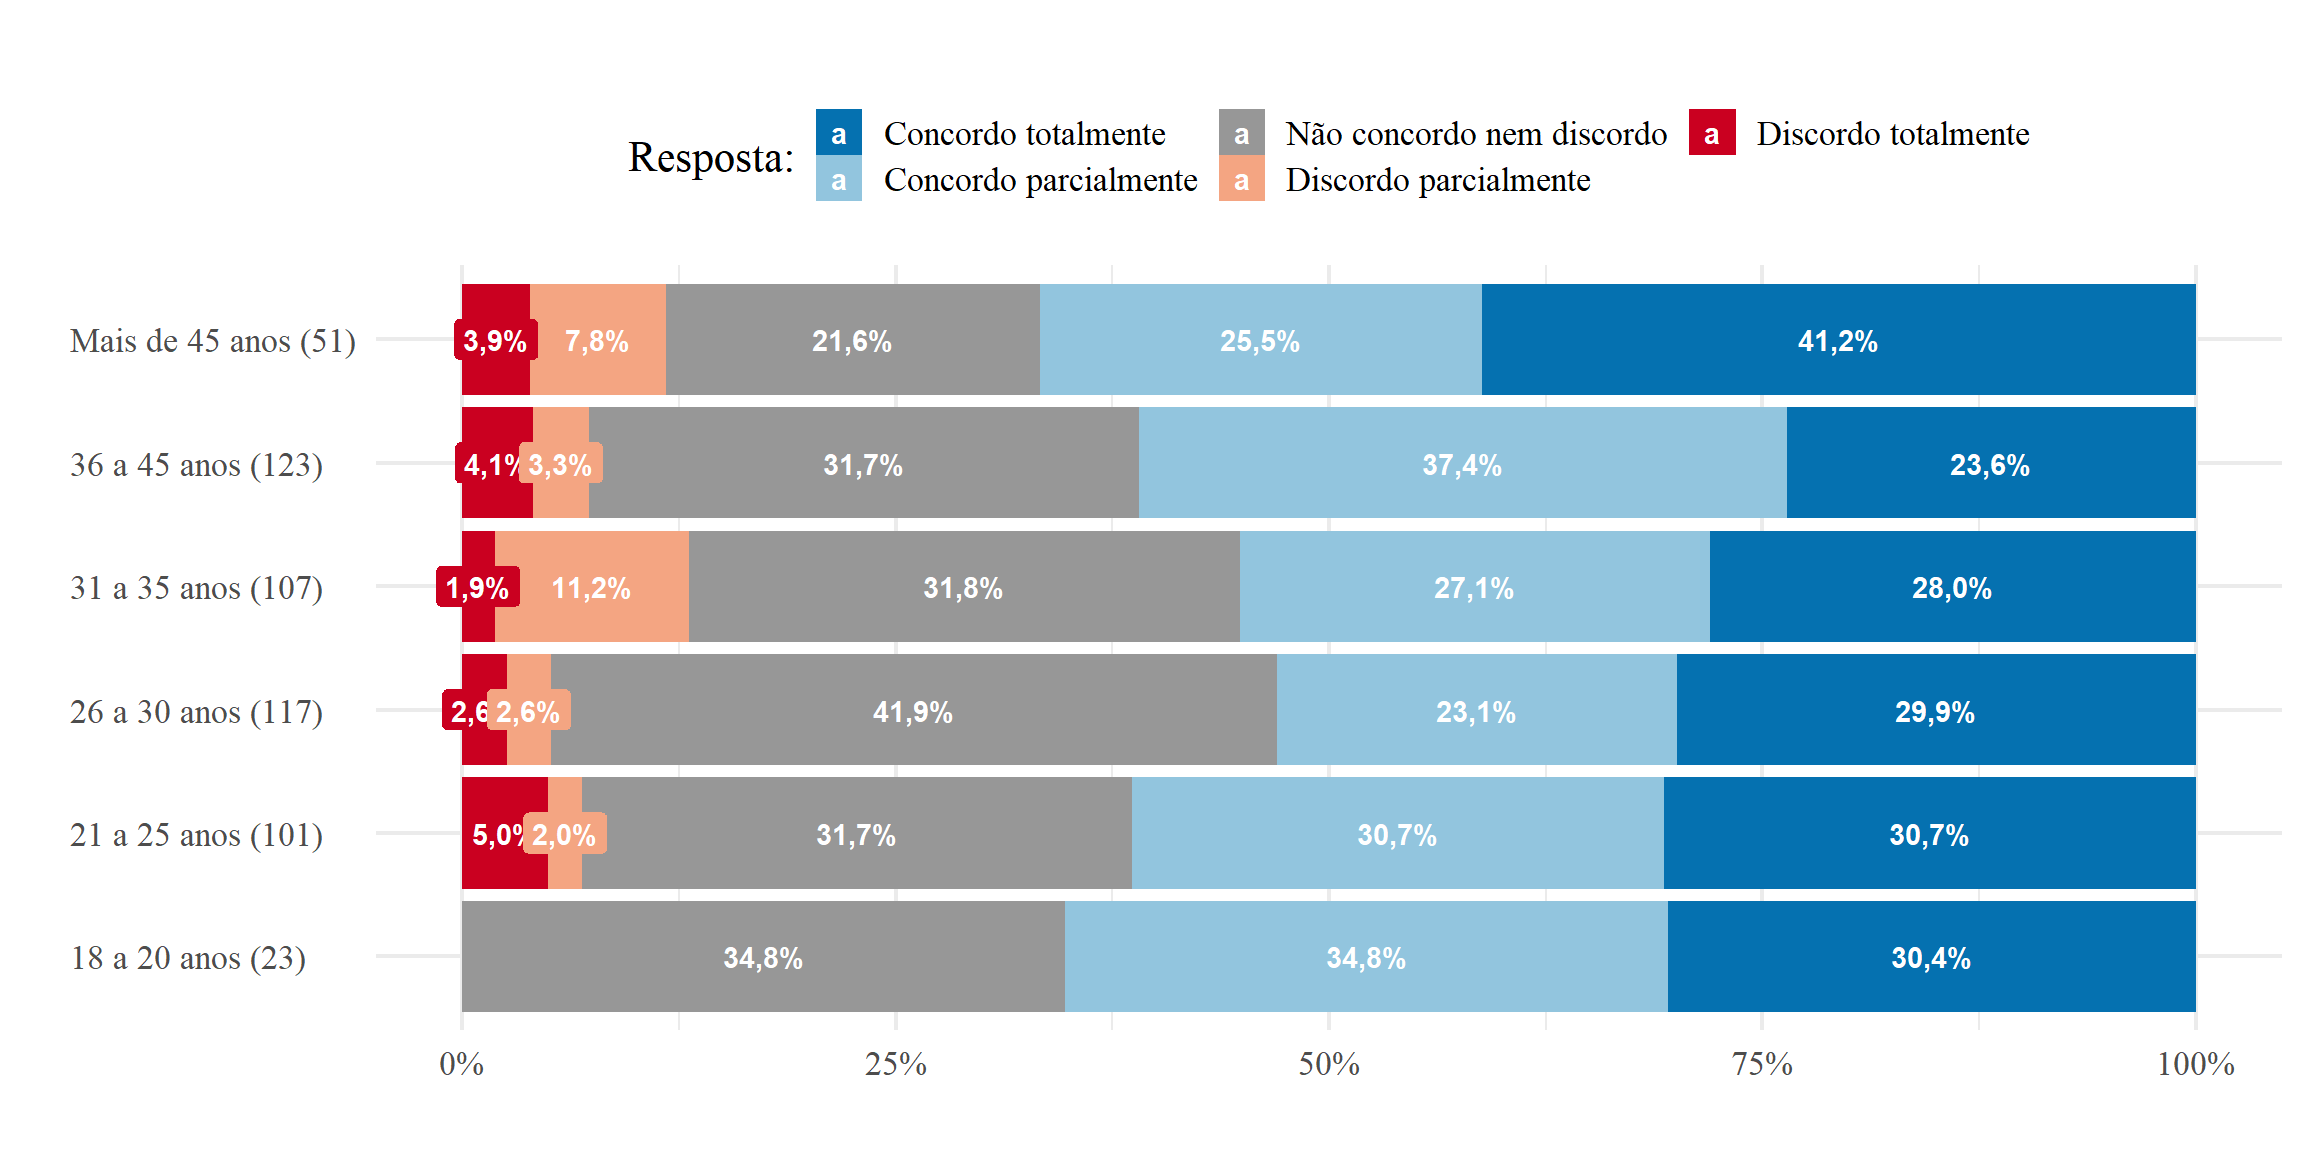 Resposta:
a Concordo totalmente a Não concordo nem discordo a Discordo totalmente
a Concordo parcialmente a Discordo parcialmente
Mais de 45 anos (51) 3,9% 7,8% 21,6% 25,5% 41,2%
36 a 45 anos (123) 4,1% 3,3% 31,7% 37,4% 23,6%
31 a 35 anos (107) 1,9% 11,2% 31,8% 27,1% 28,0%
26 a 30 anos (117) 2,6 2,6% 41,9% 23,1% 29,9%
21 a 25 anos (101) 5,0% 2,0% 31,7% 30,7% 30,7%
18 a 20 anos (23) 34,8% 34,8% 30,4%
0% 25% 50% 75% 100%